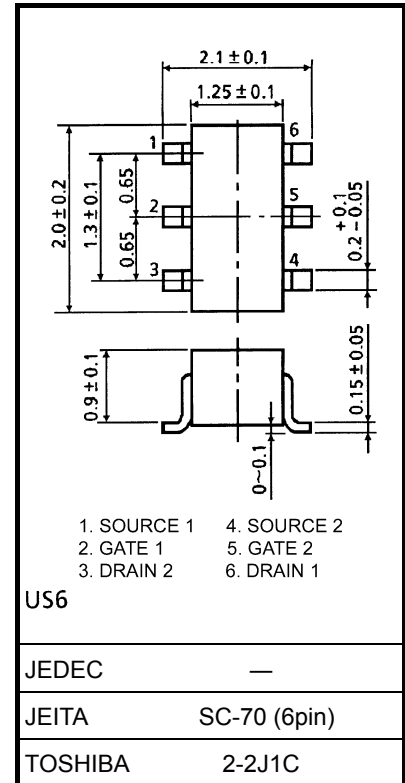 2.1±0.1
1.25±0.1
1
6
2.0±0.2
1.3±0.1
0.65
0.65
2
5
3
4
+0.1
0.2-0.05
0.9±0.1
0.15±0.05
0~0.1
1. SOURCE 1 4. SOURCE 2
2. GATE 1 5. GATE 2
3. DRAIN 2 6. DRAIN 1
US6
JEDEC —
JEITA SC-70 (6pin)
TOSHIBA 2-2J1C